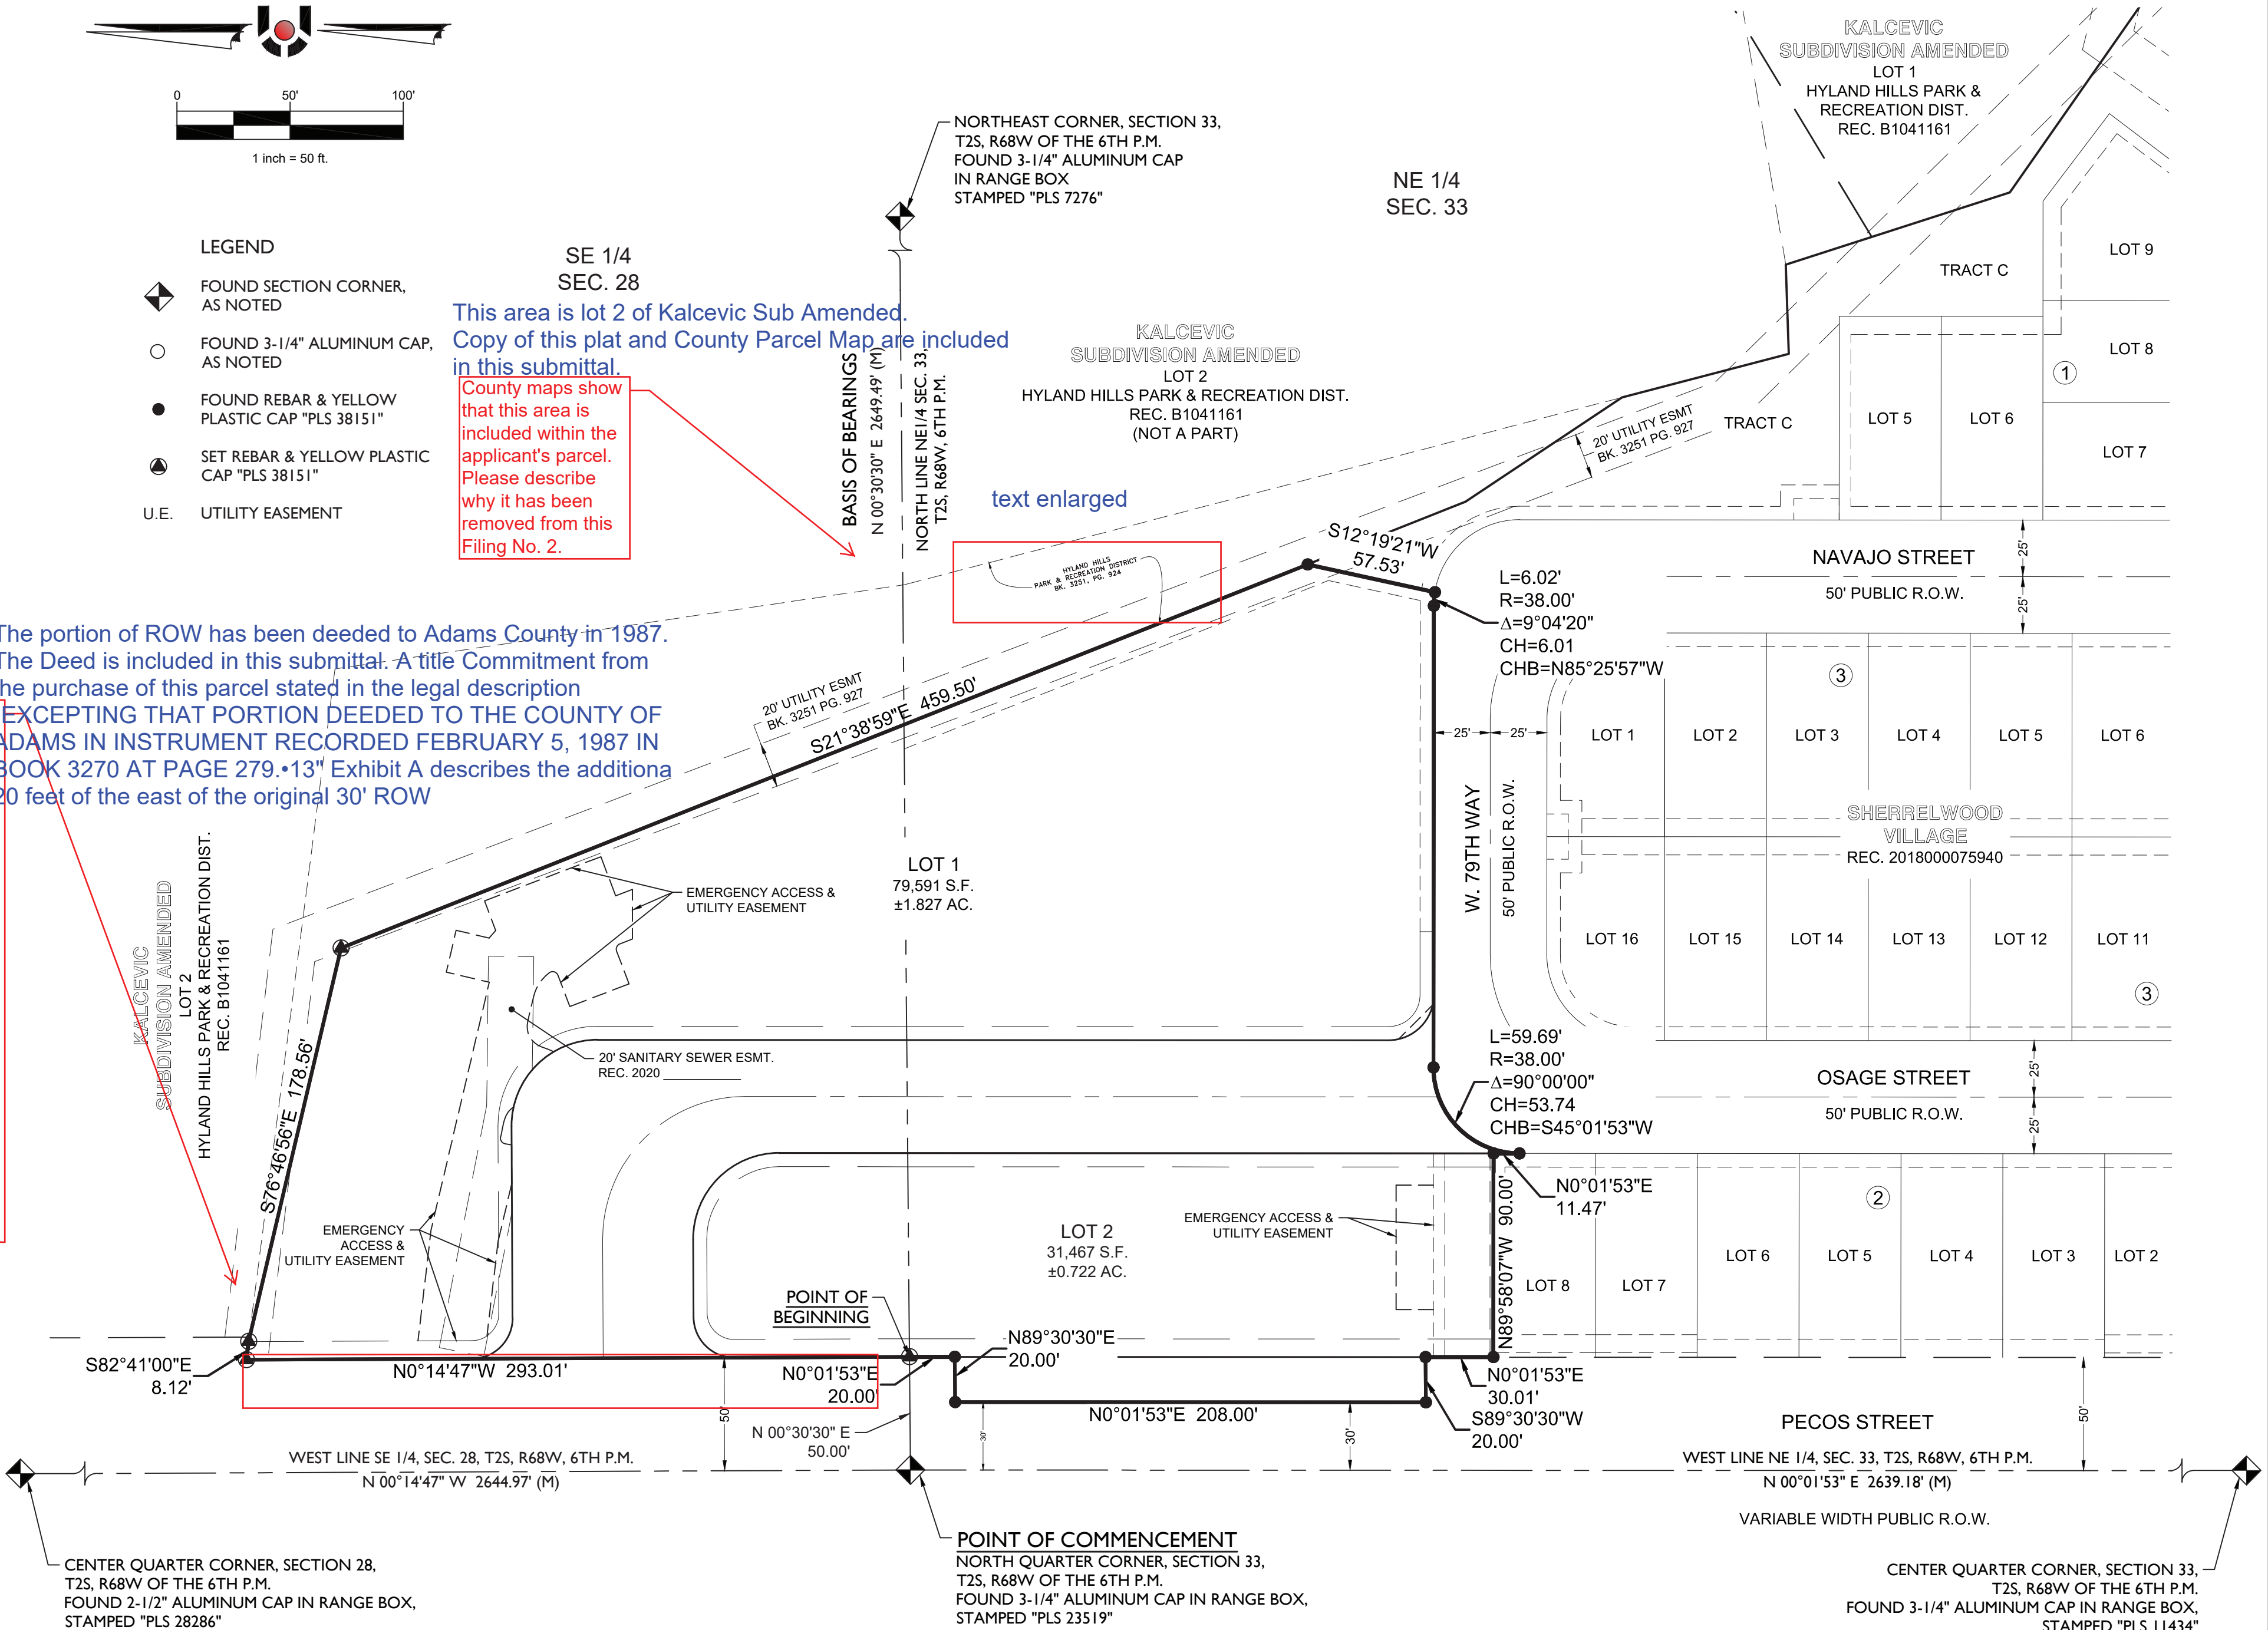 0 50' 100'
1 inch = 50 ft.
LEGEND
FOUND SECTION CORNER,
AS NOTED
FOUND 3-1/4" ALUMINUM CAP,
AS NOTED
FOUND REBAR & YELLOW
PLASTIC CAP "PLS 38151"
SET REBAR & YELLOW PLASTIC
CAP "PLS 38151"
U.E. UTILITY EASEMENT
SE 1/4
SEC. 28
This area is lot 2 of Kalcevic Sub Amended.
Copy of this plat and County Parcel Map are included
in this submittal.
County maps show
that this area is
included within the
applicant's parcel.
Please describe
why it has been
removed from this
Filing No. 2.
NORTHEAST CORNER, SECTION 33,
T2S, R68W OF THE 6TH P.M.
FOUND 3-1/4" ALUMINUM CAP
IN RANGE BOX
STAMPED "PLS 7276"
NE 1/4
SEC. 33
KALCEVIC
SUBDIVISION AMENDED
LOT 1
HYLAND HILLS PARK &
RECREATION DIST.
REC. B1041161
BASIS OF BEARINGS
N 00°30'30" E 2649.49' (M)
NORTH LINE NE1/4 SEC. 33,
T2S, R68W, 6TH P.M.
KALCEVIC
SUBDIVISION AMENDED
LOT 2
HYLAND HILLS PARK & RECREATION DIST.
REC. B1041161
(NOT A PART)
text enlarged
HYLAND HILLS
PARK & RECREATION DISTRICT
BK. 3251, PG. 924
20' UTILITY ESMT
BK. 3251 PG. 927
TRACT C
TRACT C
LOT 9
LOT 8
1
LOT 5
LOT 6
LOT 7
S12°19'21"W
57.53'
NAVAJO STREET
50' PUBLIC R.O.W.
25'
25'
L=6.02'
R=38.00'
Δ=9°04'20"
CH=6.01
CHB=N85°25'57"W
The portion of ROW has been deeded to Adams County in 1987.
The Deed is included in this submittal. A title Commitment from
the purchase of this parcel stated in the legal description
EXCEPTING THAT PORTION DEEDED TO THE COUNTY OF
ADAMS IN INSTRUMENT RECORDED FEBRUARY 5, 1987 IN
BOOK 3270 AT PAGE 279.•13" Exhibit A describes the additiona
20 feet of the east of the original 30' ROW
20' UTILITY ESMT
BK. 3251 PG. 927
S21°38'59"E 459.50'
3
25' 25'
LOT 1
LOT 2
LOT 3
LOT 4
LOT 5
LOT 6
W. 79TH WAY
50' PUBLIC R.O.W.
SHERRELWOOD
VILLAGE
REC. 2018000075940
LOT 16
LOT 15
LOT 14
LOT 13
LOT 12
LOT 11
3
LOT 1
79,591 S.F.
±1.827 AC.
EMERGENCY ACCESS &
UTILITY EASEMENT
KALCEVIC
SUBDIVISION AMENDED
LOT 2
HYLAND HILLS PARK & RECREATION DIST.
REC. B1041161
S76°46'56"E 178.56'
20' SANITARY SEWER ESMT.
REC. 2020
L=59.69'
R=38.00'
Δ=90°00'00"
CH=53.74
CHB=S45°01'53"W
OSAGE STREET
50' PUBLIC R.O.W.
25'
25'
N0°01'53"E
11.47'
2
N89°58'07"W 90.00'
EMERGENCY
ACCESS &
UTILITY EASEMENT
LOT 2
31,467 S.F.
±0.722 AC.
EMERGENCY ACCESS &
UTILITY EASEMENT
LOT 8
LOT 7
LOT 6
LOT 5
LOT 4
LOT 3
LOT 2
POINT OF
BEGINNING
N89°30'30"E
20.00'
S82°41'00"E
8.12'
N0°14'47"W 293.01'
N0°01'53"E
20.00'
N0°01'53"E
30.01'
N0°01'53"E 208.00'
S89°30'30"W
20.00'
50'
30'
30'
50'
N 00°30'30" E
50.00'
PECOS STREET
WEST LINE SE 1/4, SEC. 28, T2S, R68W, 6TH P.M.
N 00°14'47" W 2644.97' (M)
WEST LINE NE 1/4, SEC. 33, T2S, R68W, 6TH P.M.
N 00°01'53" E 2639.18' (M)
VARIABLE WIDTH PUBLIC R.O.W.
CENTER QUARTER CORNER, SECTION 28,
T2S, R68W OF THE 6TH P.M.
FOUND 2-1/2" ALUMINUM CAP IN RANGE BOX,
STAMPED "PLS 28286"
POINT OF COMMENCEMENT
NORTH QUARTER CORNER, SECTION 33,
T2S, R68W OF THE 6TH P.M.
FOUND 3-1/4" ALUMINUM CAP IN RANGE BOX,
STAMPED "PLS 23519"
CENTER QUARTER CORNER, SECTION 33,
T2S, R68W OF THE 6TH P.M.
FOUND 3-1/4" ALUMINUM CAP IN RANGE BOX,
STAMPED "PLS 11434"